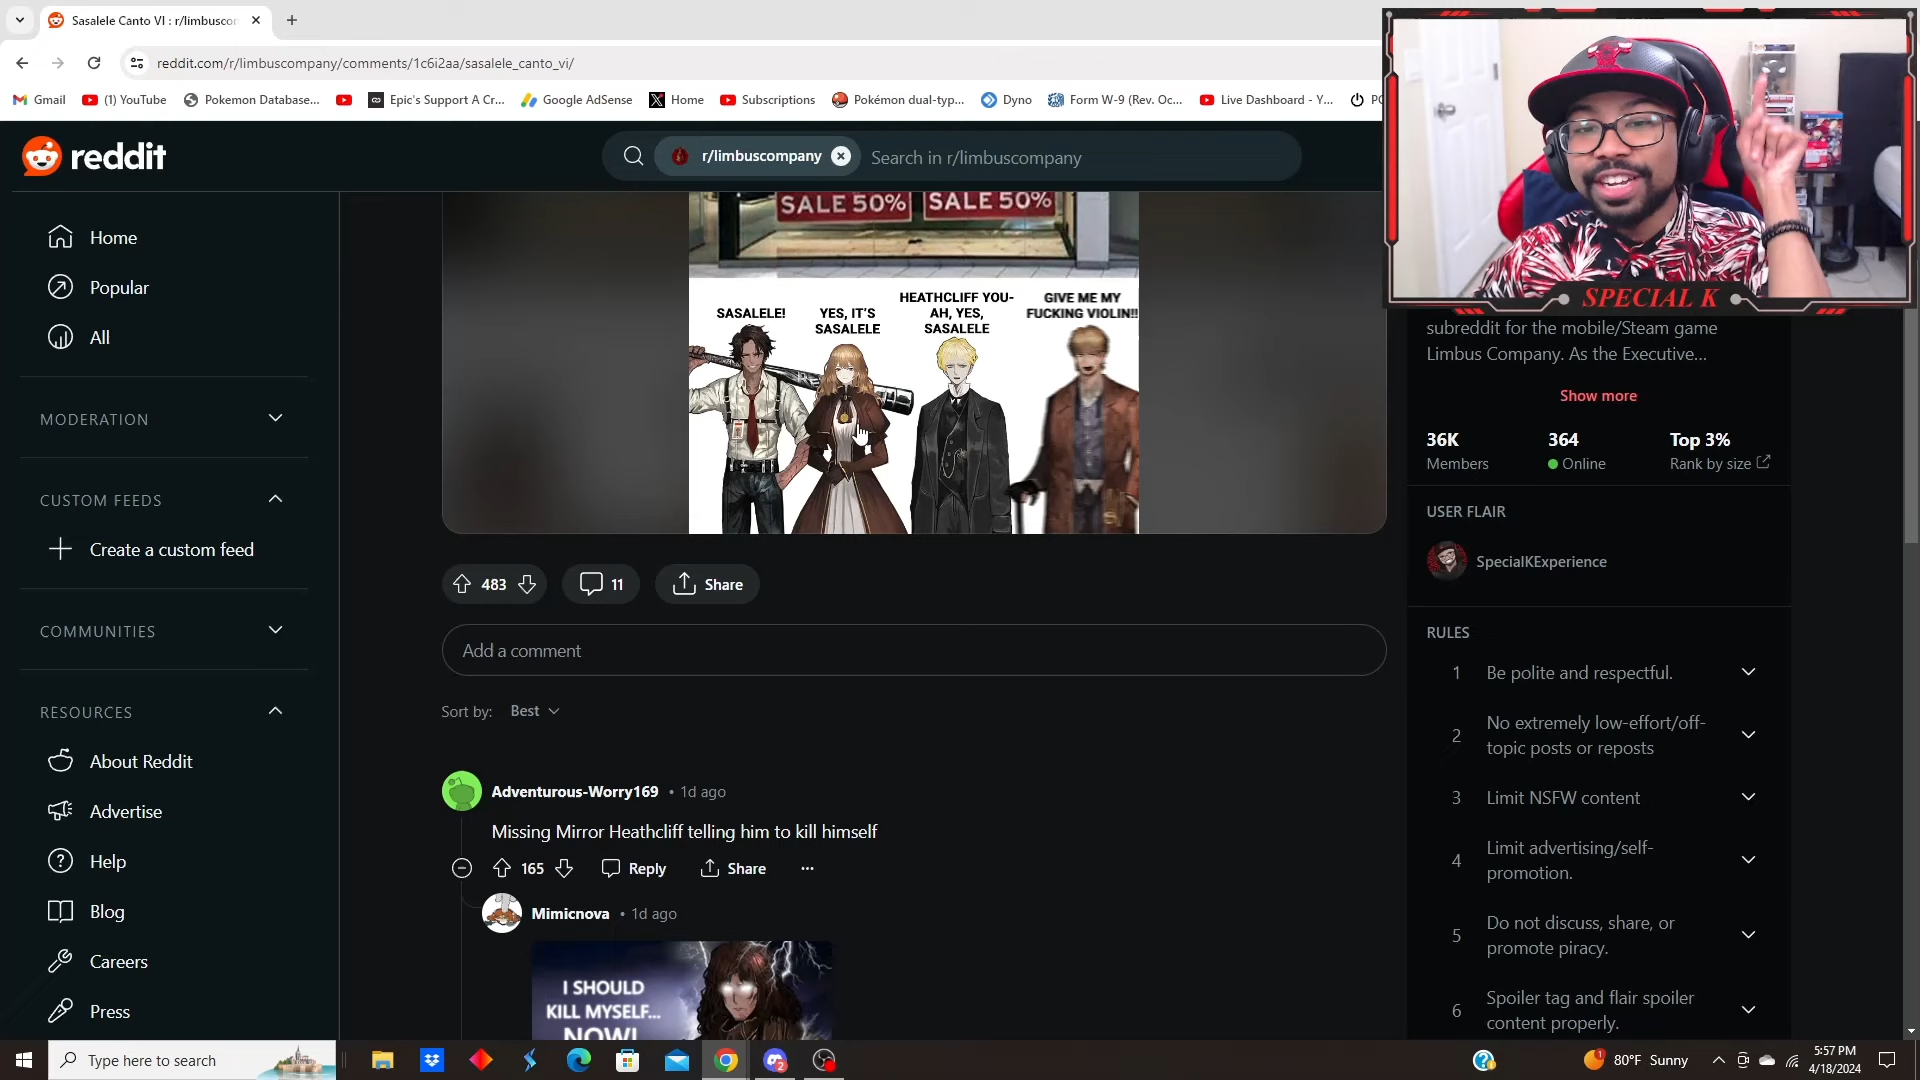 Sasalele Canto VI : r/limbuscon
reddit.com/r/limbuscompany/comments/1c6i2aa/sasalele_canto_vi/
Gmail
(1) YouTube
Pokemon Database...
Epic's Support A Cr...
Google AdSense
Home
Subscriptions
Pokémon dual-typ...
Dyno
Form W-9 (Rev. Oc...
Live Dashboard - Y...
PC
reddit
r/limbuscompany
Search in r/limbuscompany
SPECIAL K
Home
Popular
All
MODERATION
CUSTOM FEEDS
Create a custom feed
COMMUNITIES
RESOURCES
About Reddit
Advertise
Help
Blog
Careers
Press
SALE 50%
SALE 50%
SASALELE!
YES, IT'S
SASALELE
HEATHCLIFF YOU-
AH, YES,
SASALELE
GIVE ME MY
FUCKING VIOLIN!!
483
11
Share
Add a comment
Sort by:
Best
Adventurous-Worry169 • 1d ago
Missing Mirror Heathcliff telling him to kill himself
165
Reply
Share
Mimicnova • 1d ago
I SHOULD
KILL MYSELF...
NOW!
subreddit for the mobile/Steam game
Limbus Company. As the Executive...
Show more
36K
Members
364
Online
Top 3%
Rank by size
USER FLAIR
SpecialKExperience
RULES
1 Be polite and respectful.
2 No extremely low-effort/off-
topic posts or reposts
3 Limit NSFW content
4 Limit advertising/self-
promotion.
5 Do not discuss, share, or
promote piracy.
6 Spoiler tag and flair spoiler
content properly.
Type here to search
2
1
80°F Sunny
5:57 PM
4/18/2024